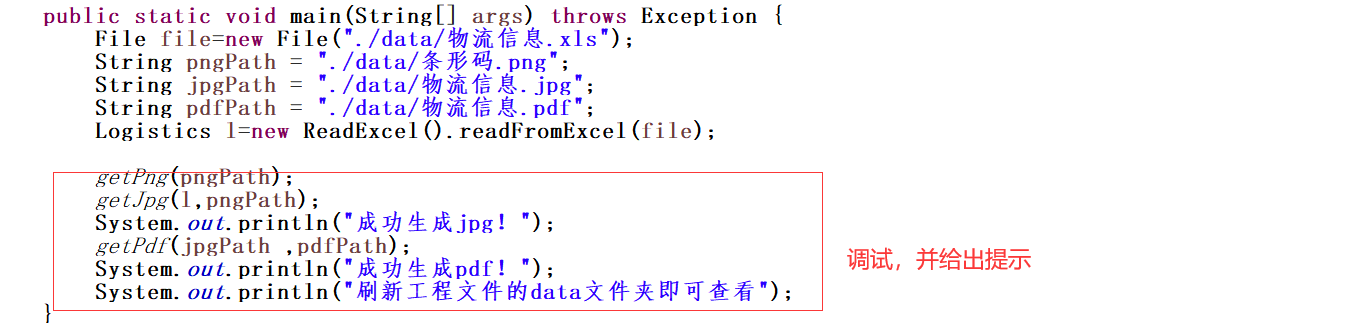 public static void main(String[] args) throws Exception {
File file=new File("./data/物流信息.xls");
String pngPath = "./data/条形码.png";
String jpgPath = "./data/物流信息.jpg";
String pdfPath = "./data/物流信息.pdf";
Logistics l=new ReadExcel().readFromExcel(file);
getPng(pngPath);
getJpg(l,pngPath);
System.out.println("成功生成jpg！");
getPdf(jpgPath ,pdfPath);
System.out.println("成功生成pdf！");
System.out.println("刷新工程文件的data文件夹即可查看");
}
调试，并给出提示